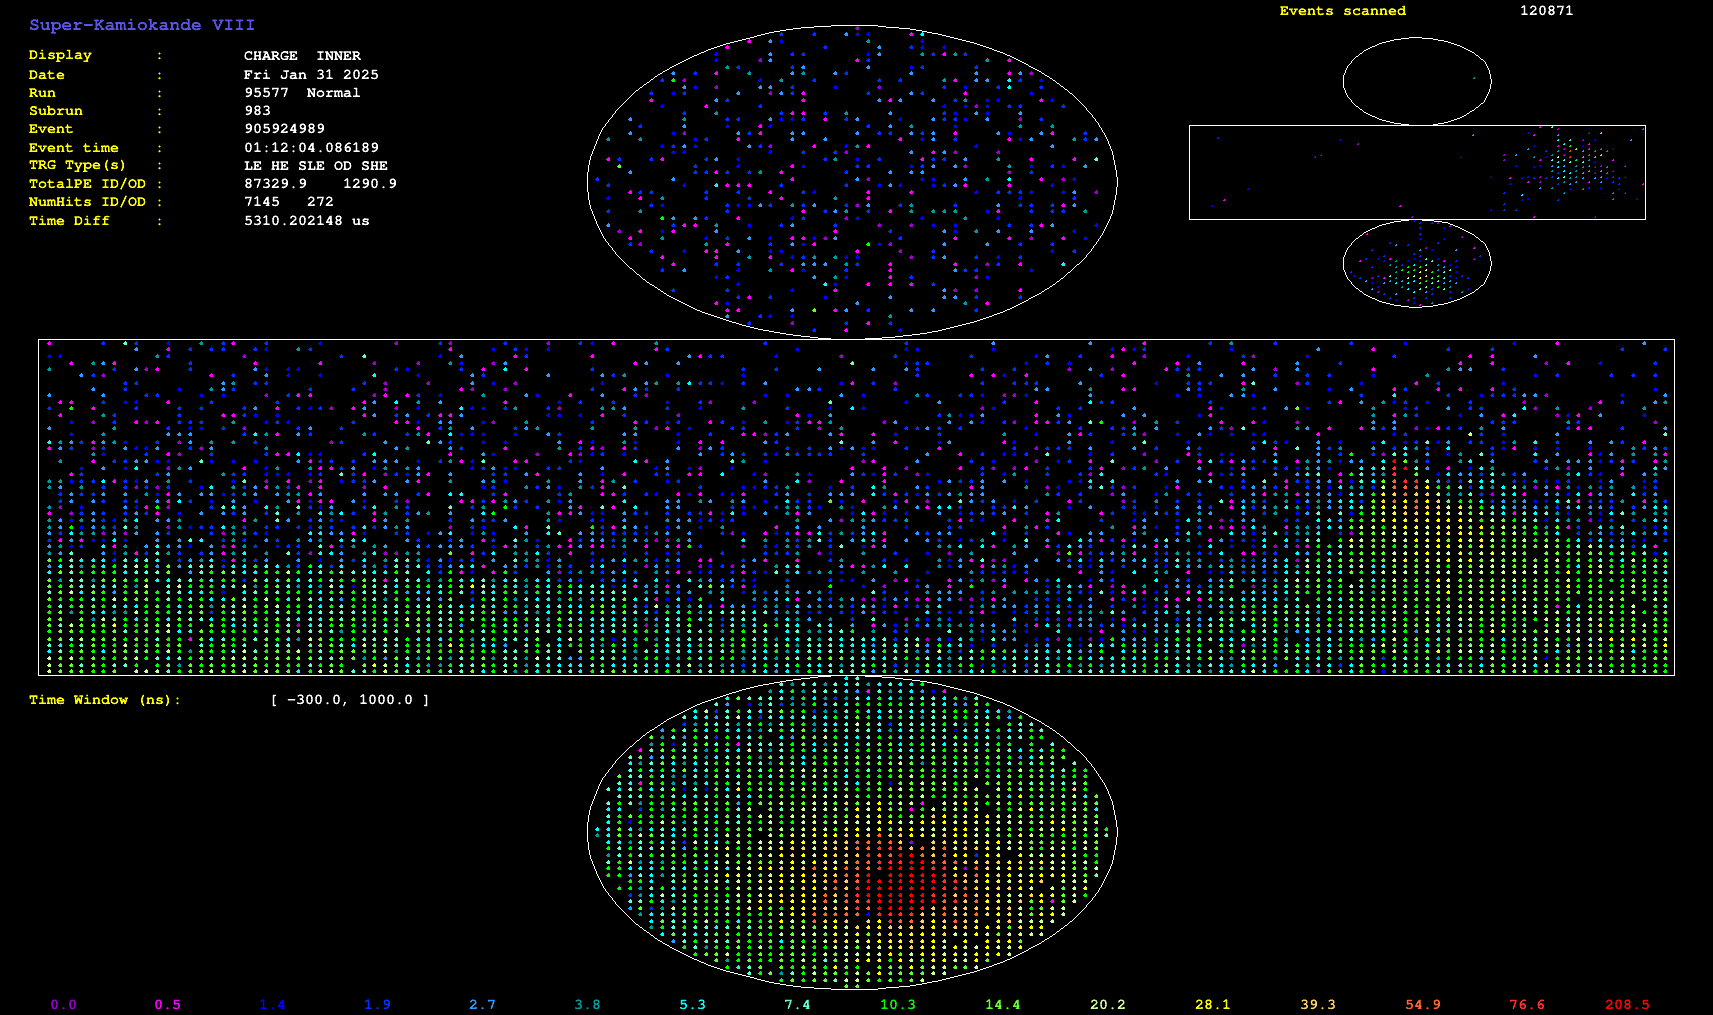 Super-Kamiokande VIII
Events scanned 120871
Display : CHARGE INNER
Date : Fri Jan 31 2025
Run : 95577 Normal
Subrun : 983
Event : 905924989
Event time : 01:12:04.086189
TRG Type(s) : LE HE SLE OD SHE
TotalPE ID/OD : 87329.9 1290.9
NumHits ID/OD : 7145 272
Time Diff : 5310.202148 us
Time Window (ns): [ -300.0, 1000.0 ]
0.0 0.5 1.4 1.9 2.7 3.8 5.3 7.4 10.3 14.4 20.2 28.1 39.3 54.9 76.6 208.5